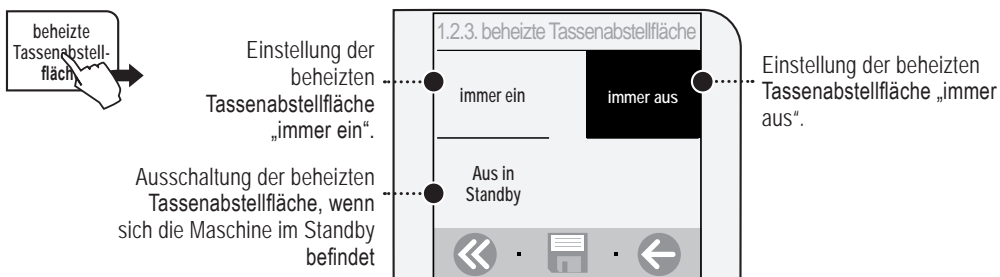 beheizte
Tassenabstell-
fläch
Einstellung der
beheizten
Tassenabstellfläche
„immer ein“.
Ausschaltung der beheizten
Tassenabstellfläche, wenn
sich die Maschine im Standby
befindet
1.2.3. beheizte Tassenabstellfläche
immer ein
immer aus
Aus in
Standby
Einstellung der beheizten
Tassenabstellfläche „immer
aus“.